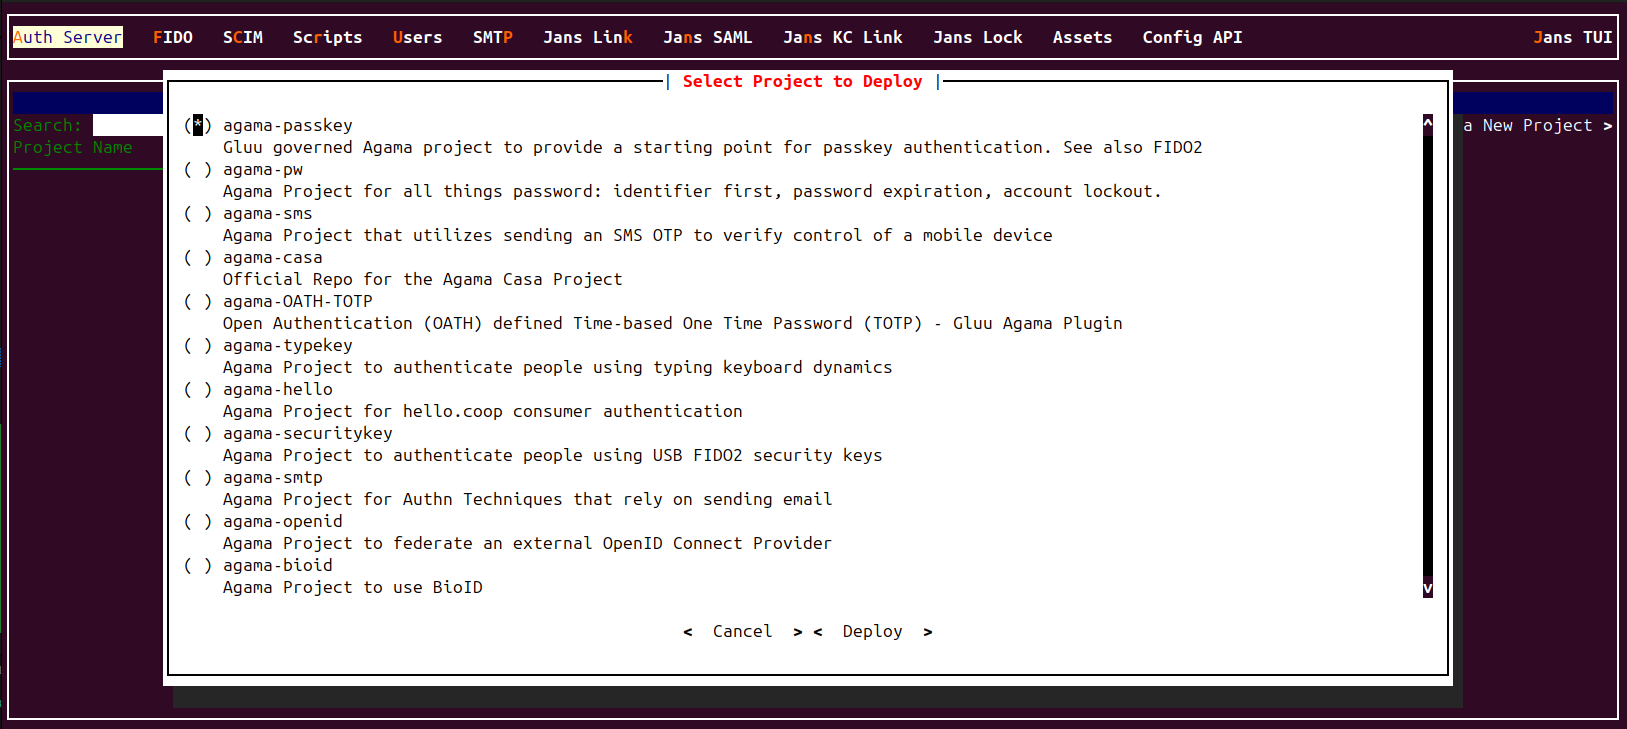 Auth Server FIDO SCIM Scripts Users SMTP Jans Link Jans SAML Jans KC Link Jans Lock Assets Config API Jans TUI
| Select Project to Deploy |
Search: (*) agama-passkey ^ a New Project >
Project Name Gluu governed Agama project to provide a starting point for passkey authentication. See also FIDO2
( ) agama-pw
Agama Project for all things password: identifier first, password expiration, account lockout.
( ) agama-sms
Agama Project that utilizes sending an SMS OTP to verify control of a mobile device
( ) agama-casa
Official Repo for the Agama Casa Project
( ) agama-OATH-TOTP
Open Authentication (OATH) defined Time-based One Time Password (TOTP) - Gluu Agama Plugin
( ) agama-typekey
Agama Project to authenticate people using typing keyboard dynamics
( ) agama-hello
Agama Project for hello.coop consumer authentication
( ) agama-securitykey
Agama Project to authenticate people using USB FIDO2 security keys
( ) agama-smtp
Agama Project for Authn Techniques that rely on sending email
( ) agama-openid
Agama Project to federate an external OpenID Connect Provider
( ) agama-bioid
Agama Project to use BioID v
< Cancel > < Deploy >